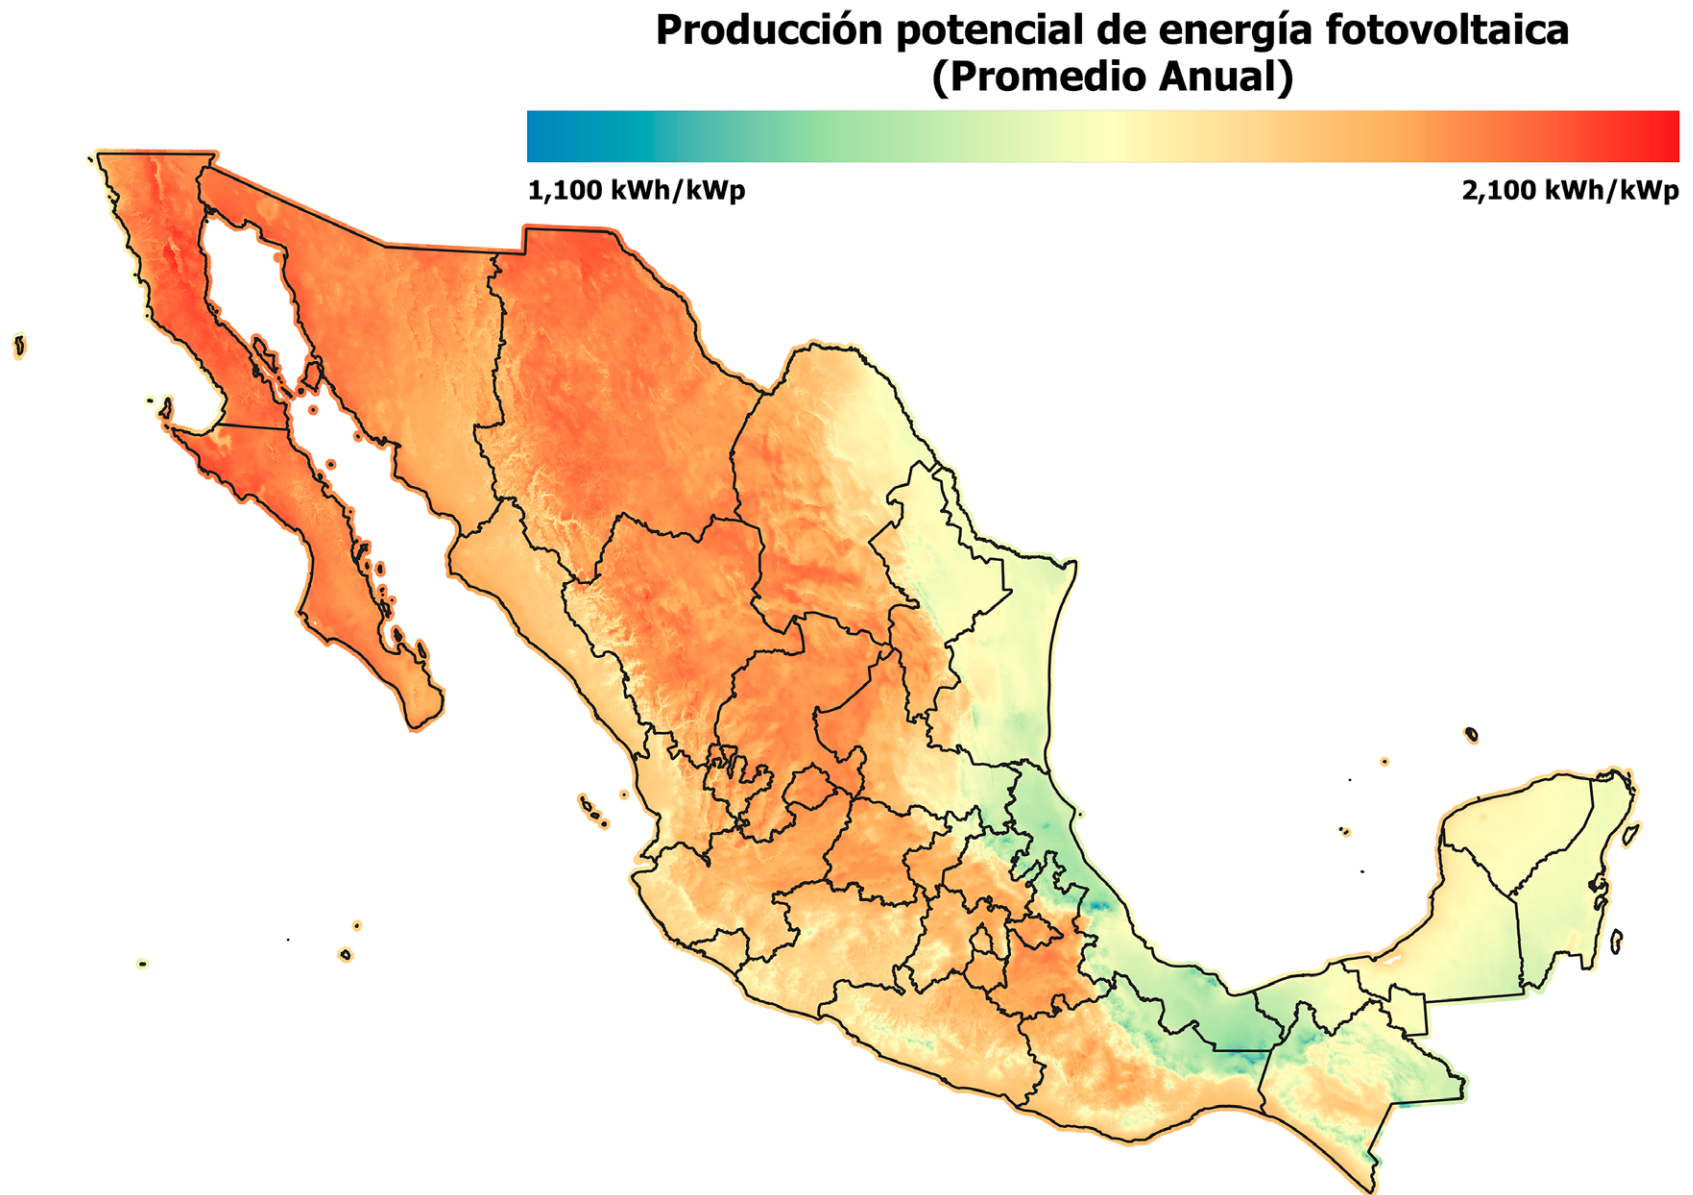 Producción potencial de energía fotovoltaica
(Promedio Anual)
1,100 kWh/kWp
2,100 kWh/kWp